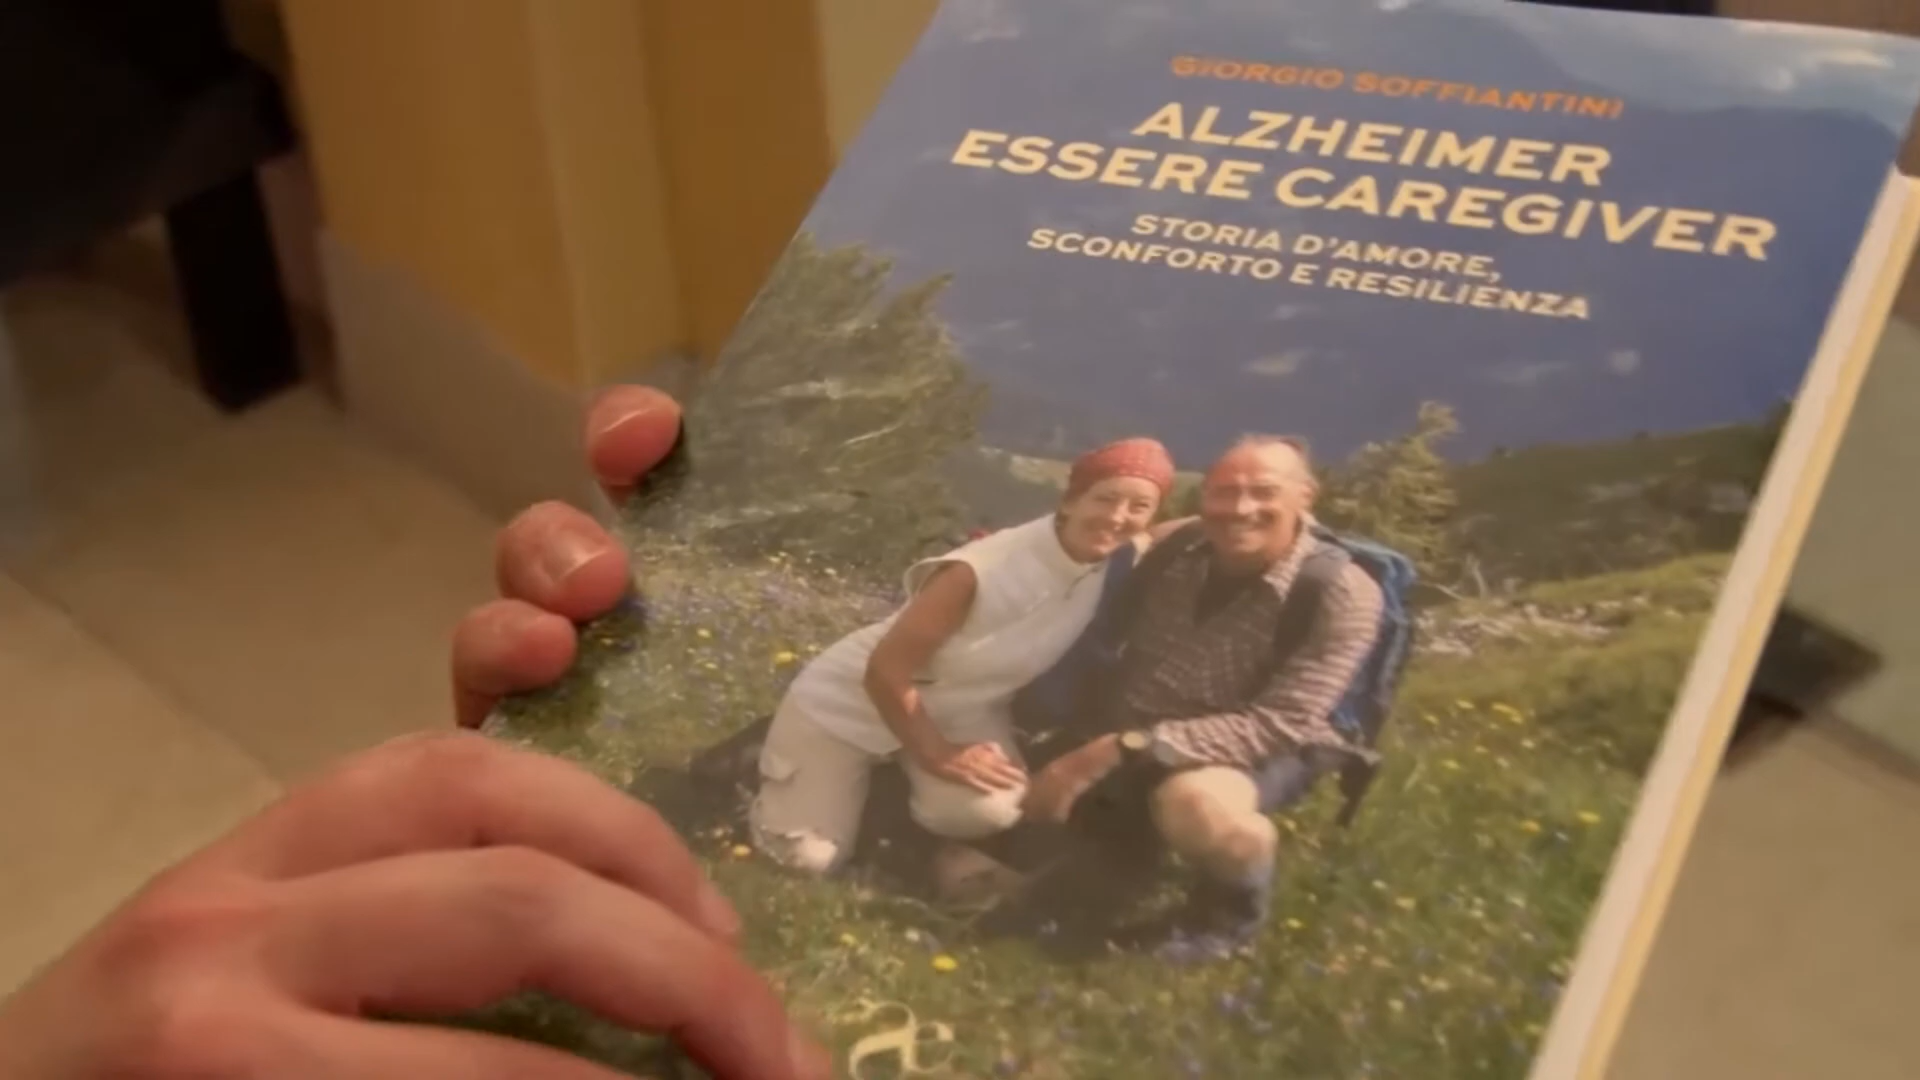 GIORGIO SOFFIANTINI
ALZHEIMER
ESSERE CAREGIVER
STORIA D'AMORE,
SCONFORTO E RESILIENZA
æ